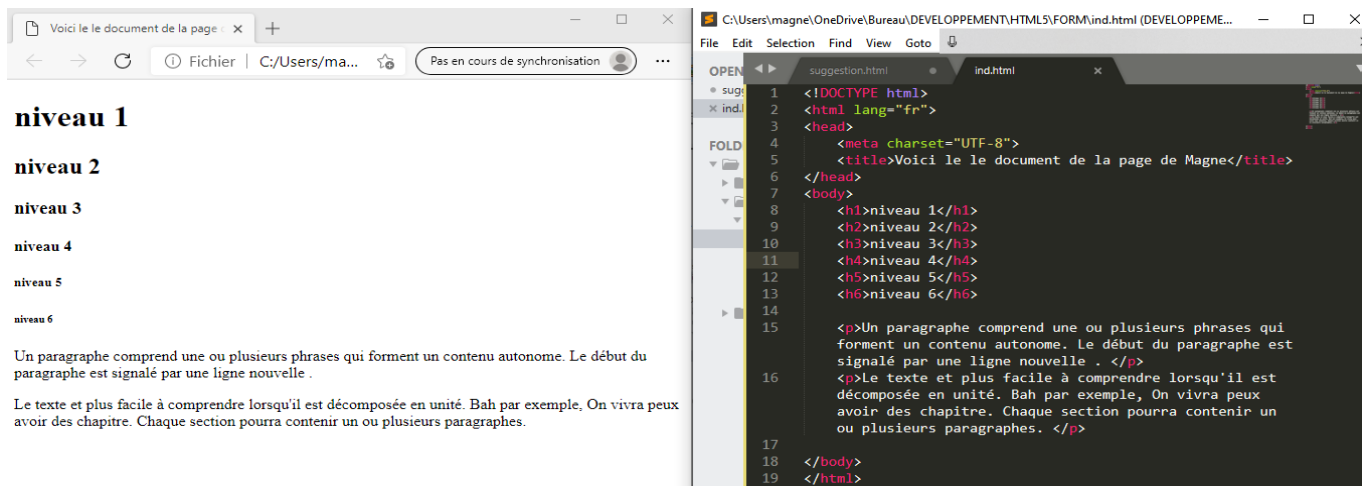 Voici le le document de la page
Fichier | C:/Users/ma...
Pas en cours de synchronisation
niveau 1
niveau 2
niveau 3
niveau 4
niveau 5
niveau 6
Un paragraphe comprend une ou plusieurs phrases qui forment un contenu autonome. Le début du
paragraphe est signalé par une ligne nouvelle .
Le texte et plus facile à comprendre lorsqu'il est décomposée en unité. Bah par exemple, On vivra peux
avoir des chapitre. Chaque section pourra contenir un ou plusieurs paragraphes.
C:\Users\magne\OneDrive\Bureau\DEVELOPPEMENT\HTML5\FORM\ind.html (DEVELOPPEME...
File Edit Selection Find View Goto
OPEN
sugg
ind.l
FOLD
suggestion.html
ind.html
1 <!DOCTYPE html>
2 <html lang="fr">
3 <head>
4 <meta charset="UTF-8">
5 <title>Voici le le document de la page de Magne</title>
6 </head>
7 <body>
8 <h1>niveau 1</h1>
9 <h2>niveau 2</h2>
10 <h3>niveau 3</h3>
11 <h4>niveau 4</h4>
12 <h5>niveau 5</h5>
13 <h6>niveau 6</h6>
14
15 <p>Un paragraphe comprend une ou plusieurs phrases qui
forment un contenu autonome. Le début du paragraphe est
signalé par une ligne nouvelle . </p>
16 <p>Le texte et plus facile à comprendre lorsqu'il est
décomposée en unité. Bah par exemple, On vivra peux
avoir des chapitre. Chaque section pourra contenir un
ou plusieurs paragraphes. </p>
17
18 </body>
19 </html>